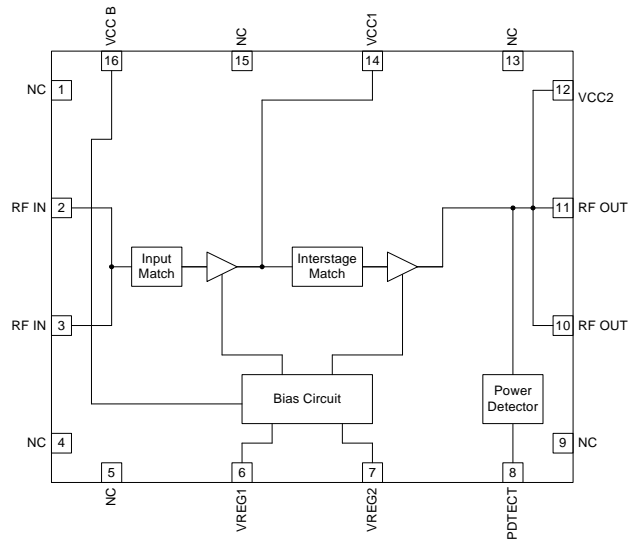 VCC B
NC
VCC1
NC
16
15
14
13
NC 1
12 VCC2
RF IN 2
11 RF OUT
Input
Match
Interstage
Match
RF IN 3
10 RF OUT
Bias Circuit
Power
Detector
NC 4
9 NC
5
6
7
8
NC
VREG1
VREG2
PDTECT